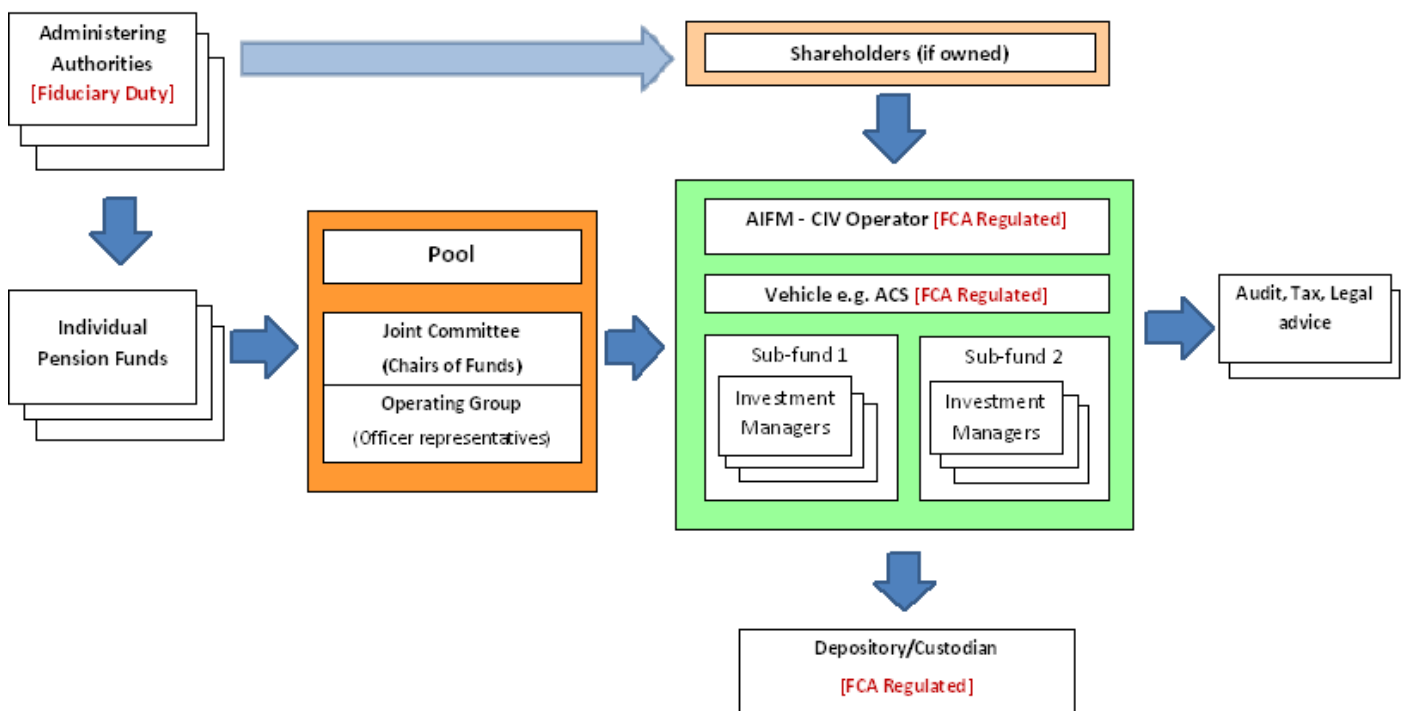 Administering
Authorities
[Fiduciary Duty]
Shareholders (if owned)
AIFM - CIV Operator [FCA Regulated]
Pool
Vehicle e.g. ACS [FCA Regulated]
Individual
Pension Funds
Joint Committee
(Chairs of Funds)
Operating Group
(Officer representatives)
Sub-fund 1
Investment
Managers
Sub-fund 2
Investment
Managers
Audit, Tax, Legal
advice
Depository/Custodian
[FCA Regulated]